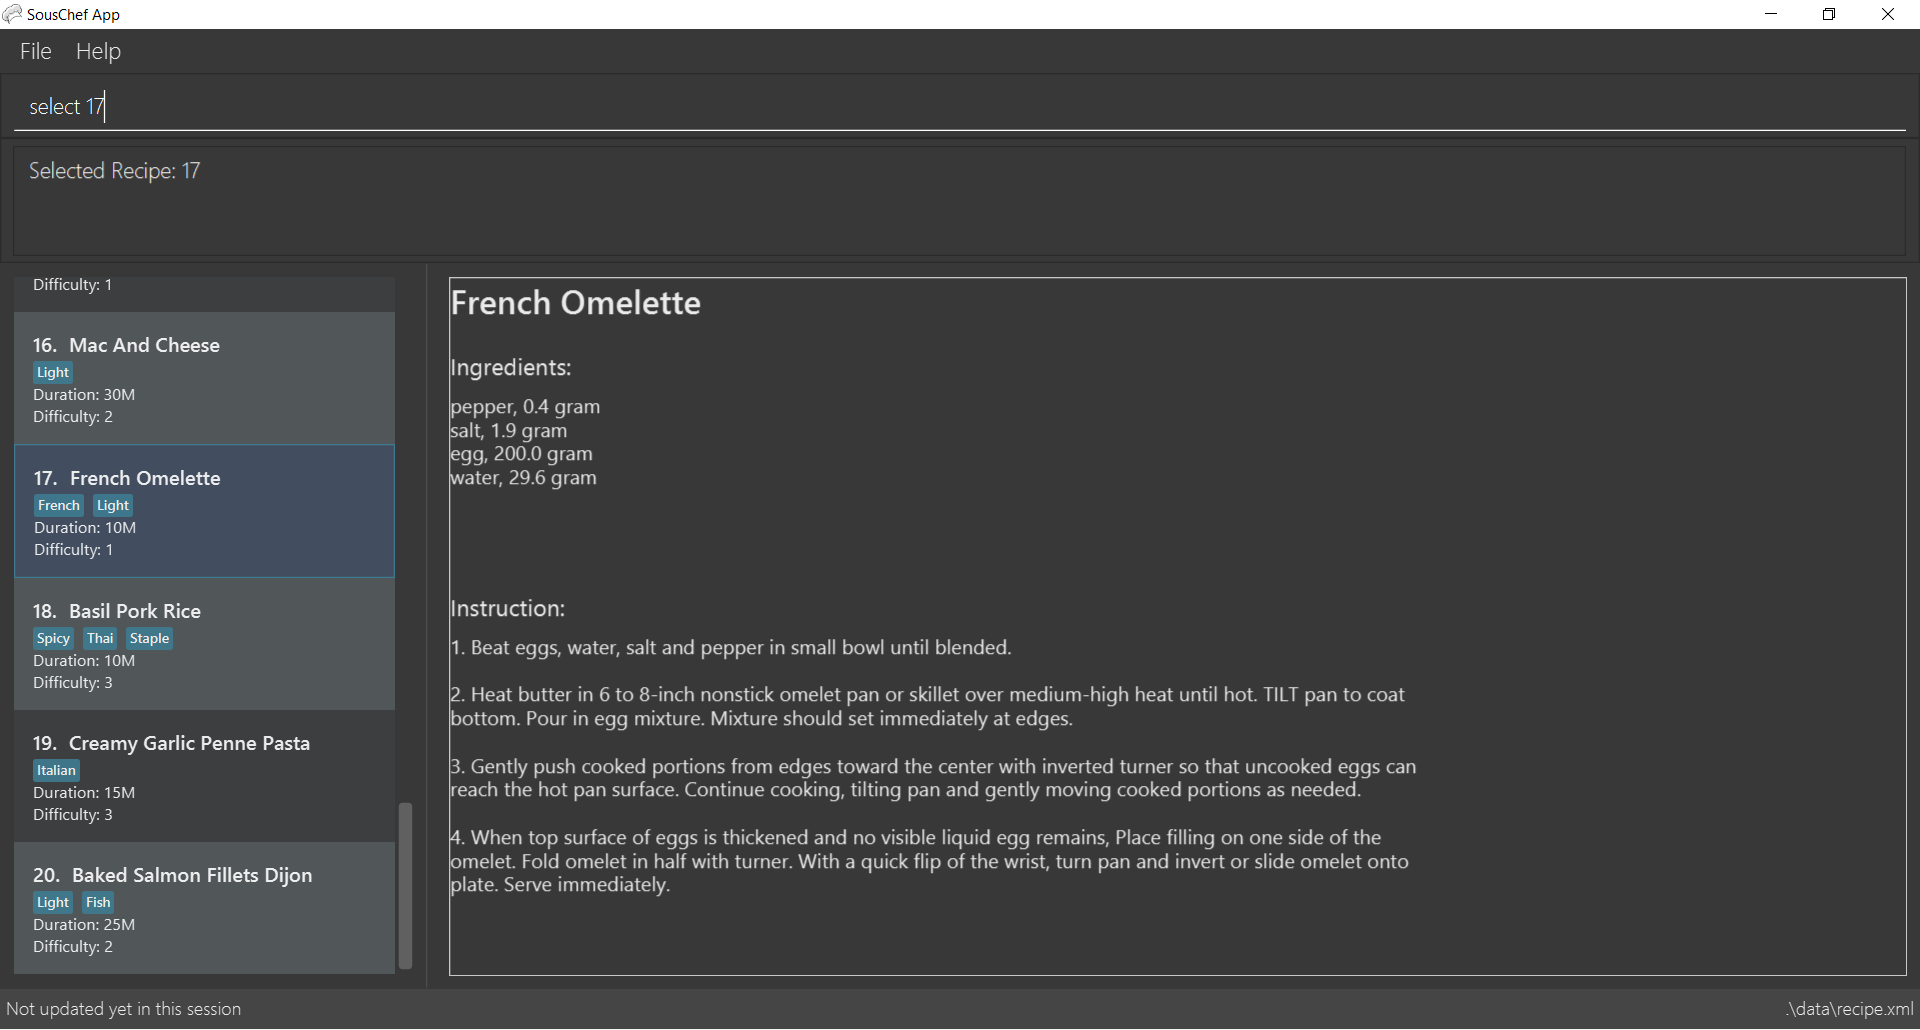 SousChef App
File Help
select 17
Selected Recipe: 17
Difficulty: 1
16. Mac And Cheese
Light
Duration: 30M
Difficulty: 2
17. French Omelette
French Light
Duration: 10M
Difficulty: 1
18. Basil Pork Rice
Spicy Thai Staple
Duration: 10M
Difficulty: 3
19. Creamy Garlic Penne Pasta
Italian
Duration: 15M
Difficulty: 3
20. Baked Salmon Fillets Dijon
Light Fish
Duration: 25M
Difficulty: 2
French Omelette
Ingredients:
pepper, 0.4 gram
salt, 1.9 gram
egg, 200.0 gram
water, 29.6 gram
Instruction:
1. Beat eggs, water, salt and pepper in small bowl until blended.
2. Heat butter in 6 to 8-inch nonstick omelet pan or skillet over medium-high heat until hot. TILT pan to coat
bottom. Pour in egg mixture. Mixture should set immediately at edges.
3. Gently push cooked portions from edges toward the center with inverted turner so that uncooked eggs can
reach the hot pan surface. Continue cooking, tilting pan and gently moving cooked portions as needed.
4. When top surface of eggs is thickened and no visible liquid egg remains, Place filling on one side of the
omelet. Fold omelet in half with turner. With a quick flip of the wrist, turn pan and invert or slide omelet onto
plate. Serve immediately.
Not updated yet in this session
.\data\recipe.xml